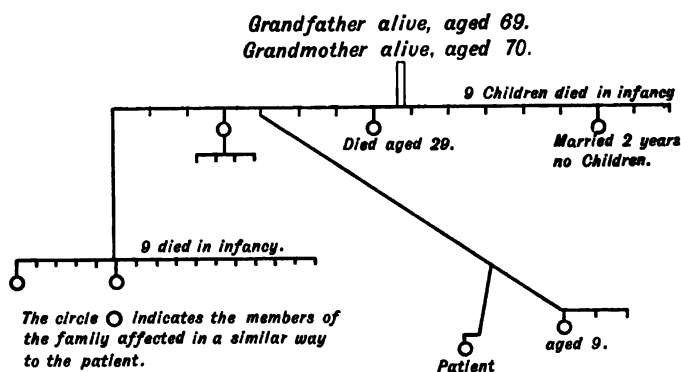 Grandfather alive, aged 69.
Grandmother alive, aged 70.
9 Children died in infancy
Died aged 29.
Married 2 years
no Children.
9 died in infancy.
The circle O indicates the members of
the family affected in a similar way
to the patient.
aged 9.
Patient